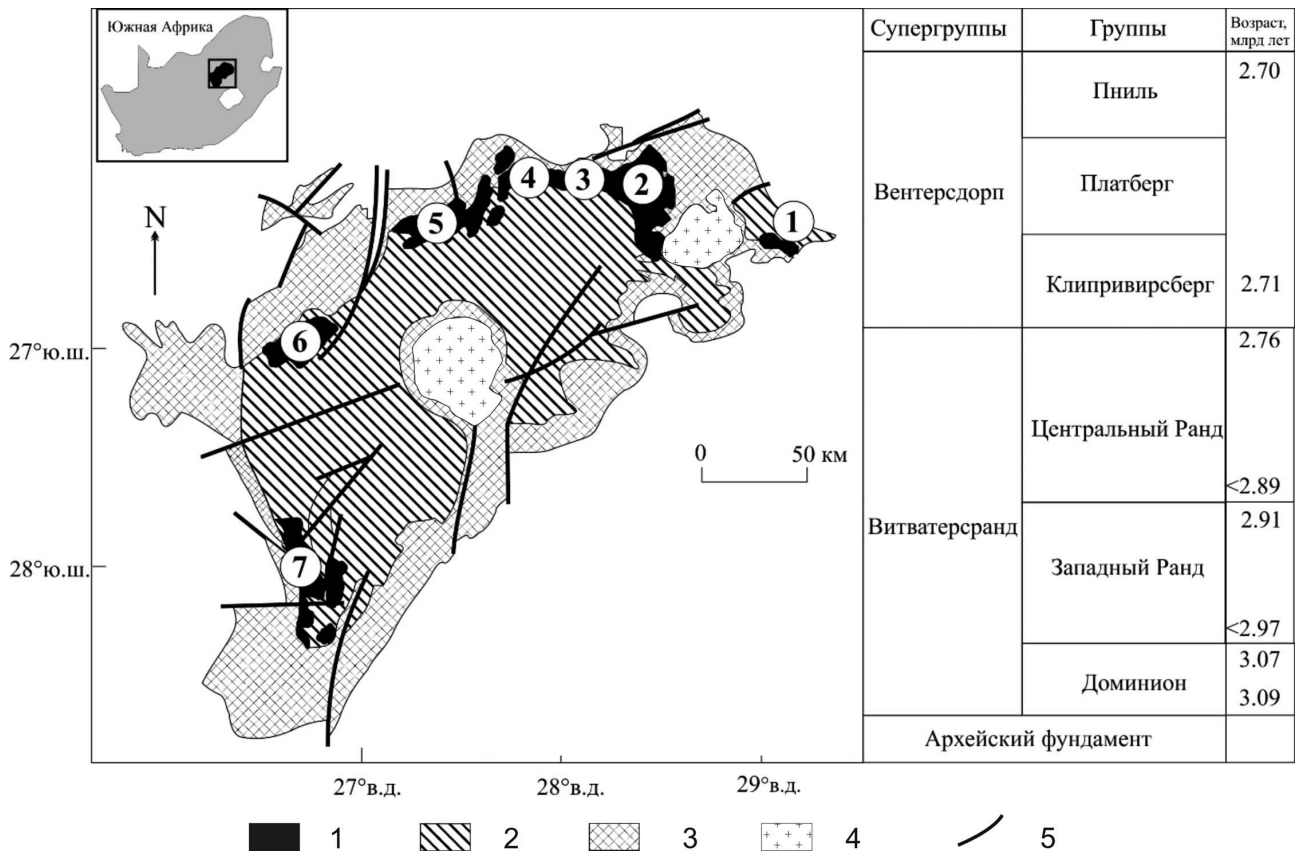 Южная Африка
N
27°ю.ш.
28°ю.ш.
27°в.д.
28°в.д.
29°в.д.
0 50 км
1
2
3
4
5
6
7
Супергруппы Группы Возраст,
млрд лет
Вентерсдорп
Пниль 2.70
Платберг
Клипривирсберг 2.71
Витватерсранд
2.76
Центральный Ранд
<2.89
2.91
Западный Ранд
<2.97
3.07
Доминион
3.09
Архейский фундамент
1 2 3 4 5